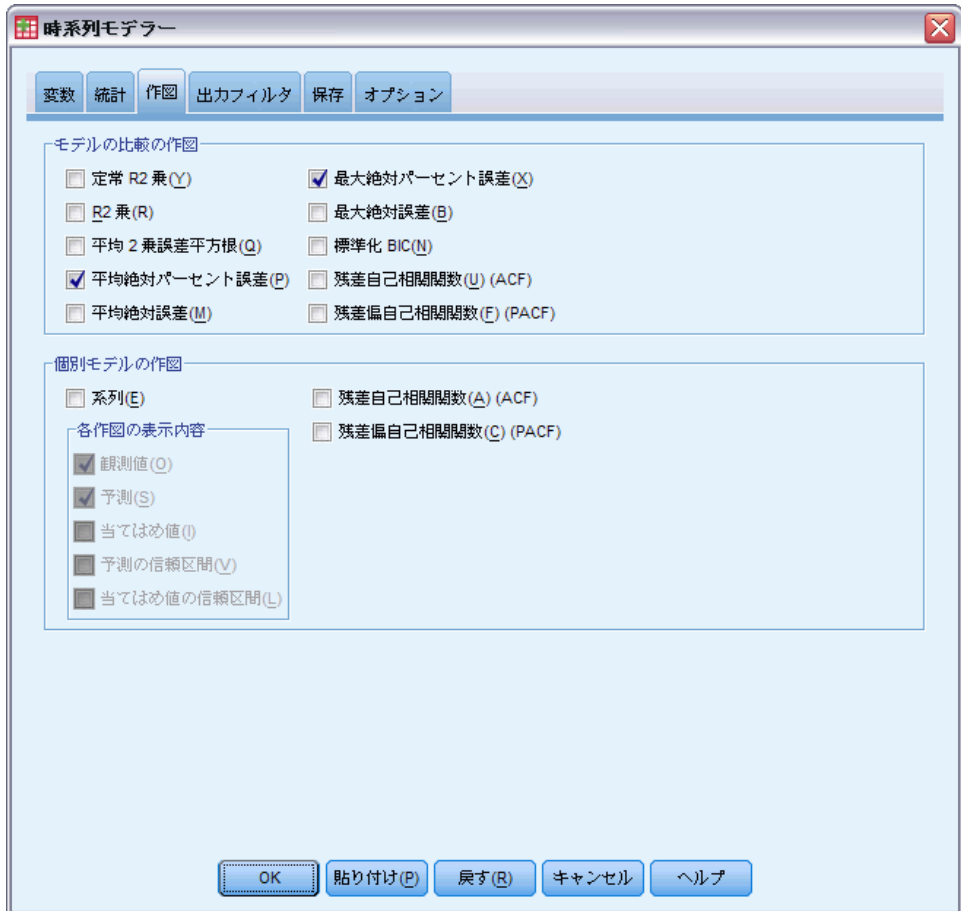 時系列モデラー
変数 統計 作図 出力フィルタ 保存 オプション
モデルの比較の作図
定常 R2 乗(Y)
R2 乗(R)
平均 2 乗誤差平方根(Q)
平均絶対パーセント誤差(P)
平均絶対誤差(M)
最大絶対パーセント誤差(X)
最大絶対誤差(B)
標準化 BIC(N)
残差自己相関関数(U) (ACF)
残差偏自己相関関数(F) (PACF)
個別モデルの作図
系列(E)
各作図の表示内容
観測値(O)
予測(S)
当てはめ値(I)
予測の信頼区間(V)
当てはめ値の信頼区間(L)
残差自己相関関数(A) (ACF)
残差偏自己相関関数(C) (PACF)
OK 貼り付け(P) 戻す(R) キャンセル ヘルプ